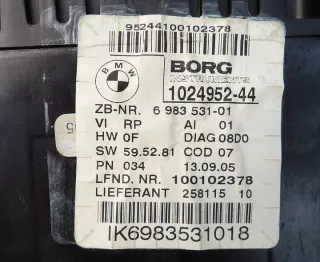 95244100102378
BMW
BORG
INSTRUMENTS
1024952-44
ZB-NR. 6 983 531-01
VI RP AI 01
HW 0F DIAG 08D0
SW 59.52.81 COD 07
PN 034 13.09.05
LFND. NR. 100102378
LIEFERANT 258115 10
IK6983531018
5